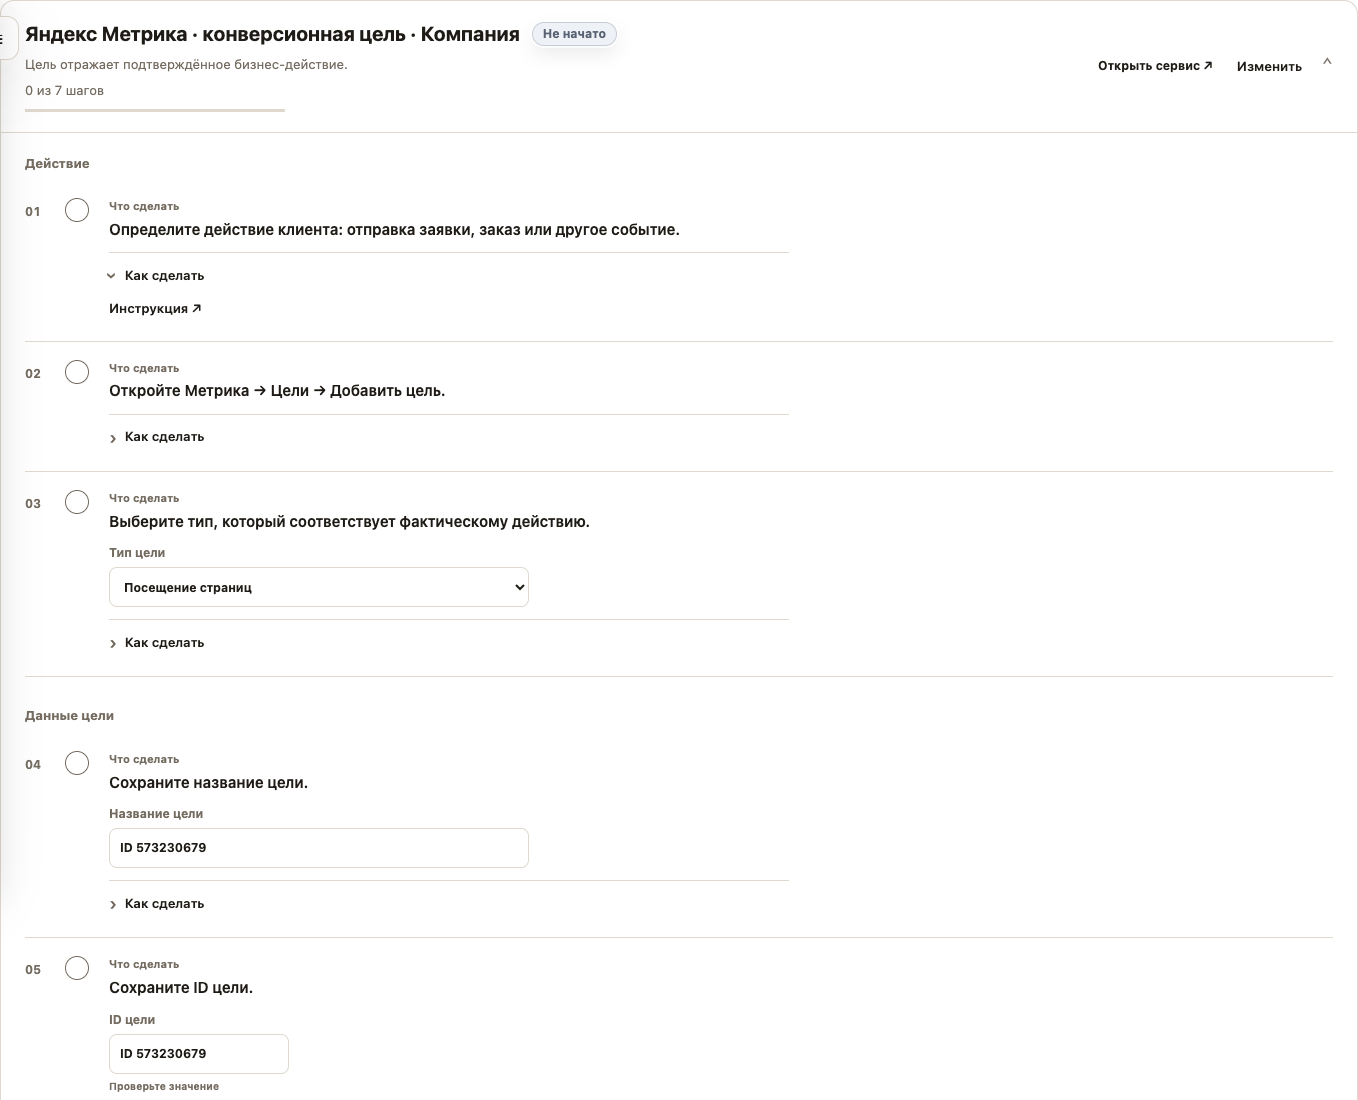 Яндекс Метрика · конверсионная цель · Компания
Не начато
Цель отражает подтверждённое бизнес-действие.
0 из 7 шагов
Открыть сервис ↗
Изменить
Действие
01
Что сделать
Определите действие клиента: отправка заявки, заказ или другое событие.
Как сделать
Инструкция ↗
02
Что сделать
Откройте Метрика → Цели → Добавить цель.
Как сделать
03
Что сделать
Выберите тип, который соответствует фактическому действию.
Тип цели
Посещение страниц
Как сделать
Данные цели
04
Что сделать
Сохраните название цели.
Название цели
ID 573230679
Как сделать
05
Что сделать
Сохраните ID цели.
ID цели
ID 573230679
Проверьте значение